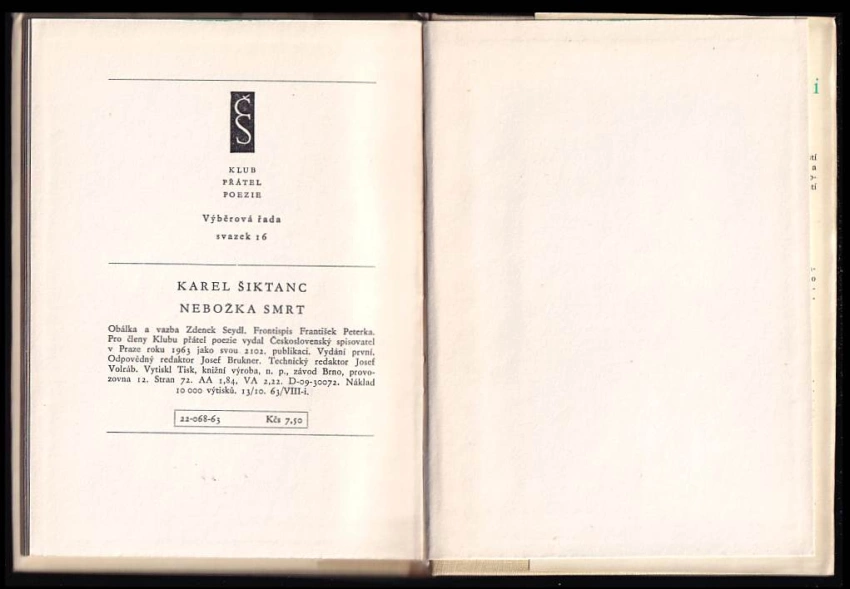 ČS
KLUB
PŘÁTEL
POEZIE
Výběrová řada
svazek 16
KAREL ŠIKTANC
NEBOŽKA SMRT
Obálka a vazba Zdenek Seydl. Frontispis František Peterka.
Pro členy Klubu přátel poezie vydal Československý spisovatel
v Praze roku 1963 jako svou 2102. publikaci. Vydání první.
Odpovědný redaktor Josef Brukner. Technický redaktor Josef
Volráb. Vytiskl Tisk, knižní výroba, n. p., závod Brno, provo-
zovna 12. Stran 72. AA 1,84. VA 2,22. D-09-30072. Náklad
10 000 výtisků. 13/10. 63/VIII-i.
22-068-63 Kčs 7,50
i
a